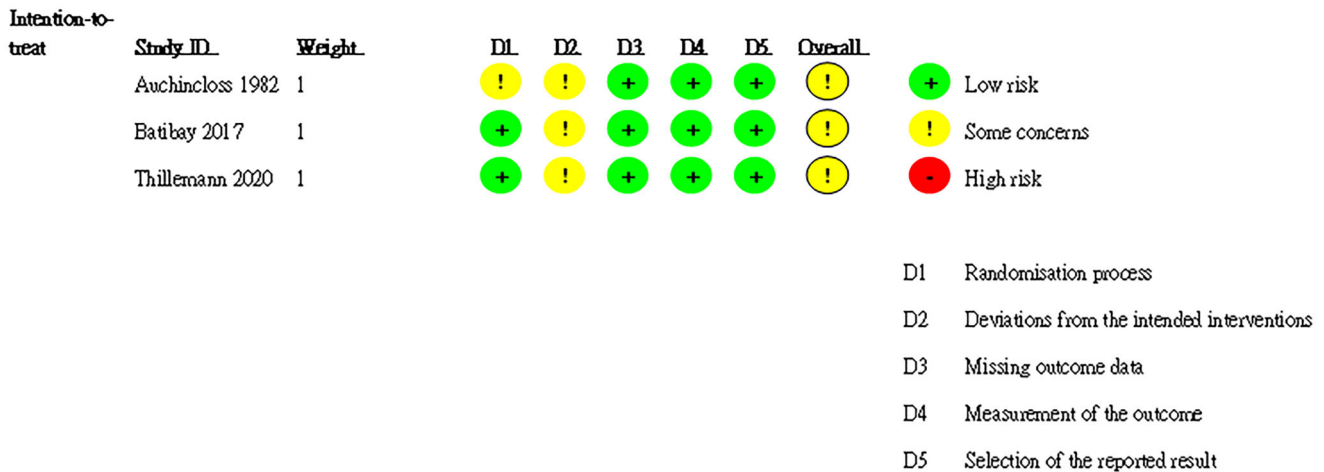 Intention-to-
treat Study ID Weight D1 D2 D3 D4 D5 Overall
Auchincloss 1982 1 ! ! + + + ! + Low risk
Batibay 2017 1 + ! + + + ! ! Some concerns
Thillemann 2020 1 + ! + + + ! - High risk
D1 Randomisation process
D2 Deviations from the intended interventions
D3 Missing outcome data
D4 Measurement of the outcome
D5 Selection of the reported result